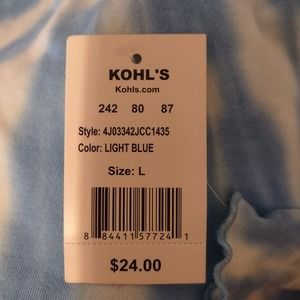 KOHL'S
Kohls.com
242 80 87
Style: 4J03342JCC1435
Color: LIGHT BLUE
Size: L
8 84411 57724 1
$24.00